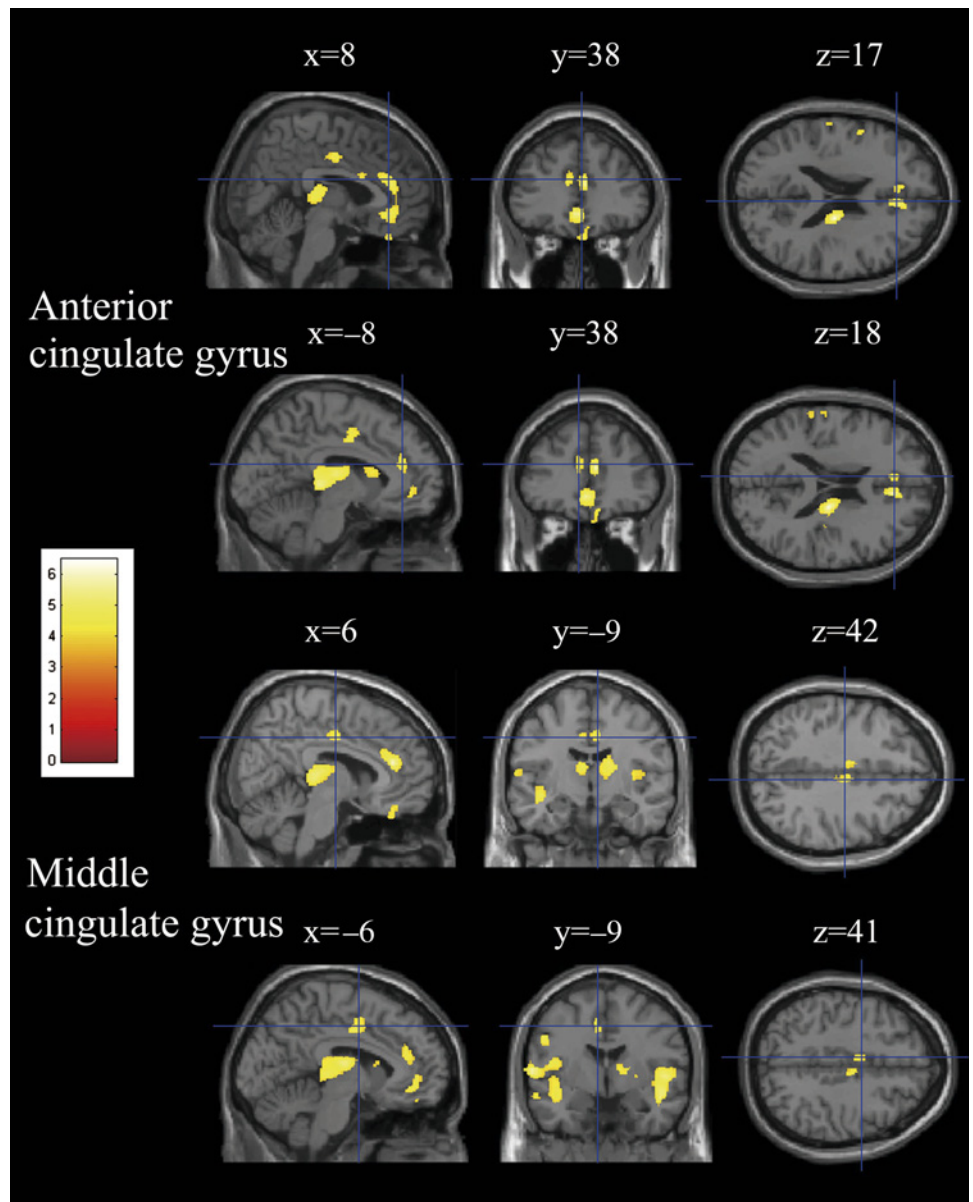 x=8
y=38
z=17
Anterior
cingulate gyrus
x=–8
y=38
z=18
6
5
4
3
2
1
0
x=6
y=–9
z=42
Middle
cingulate gyrus
x=–6
y=–9
z=41